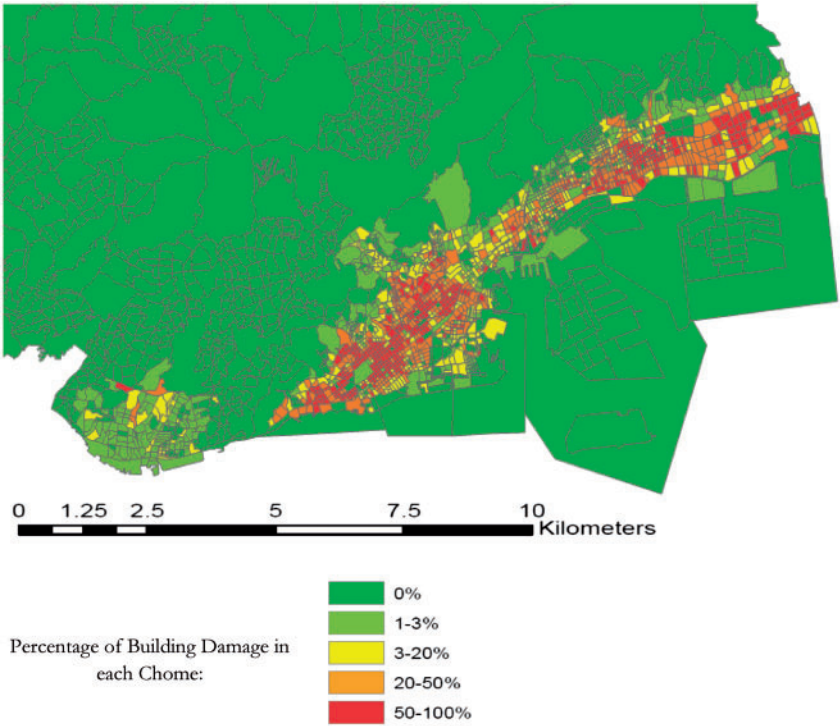 0 1.25 2.5 5 7.5 10
Kilometers
0%
1-3%
Percentage of Building Damage in
each Chome:
3-20%
20-50%
50-100%